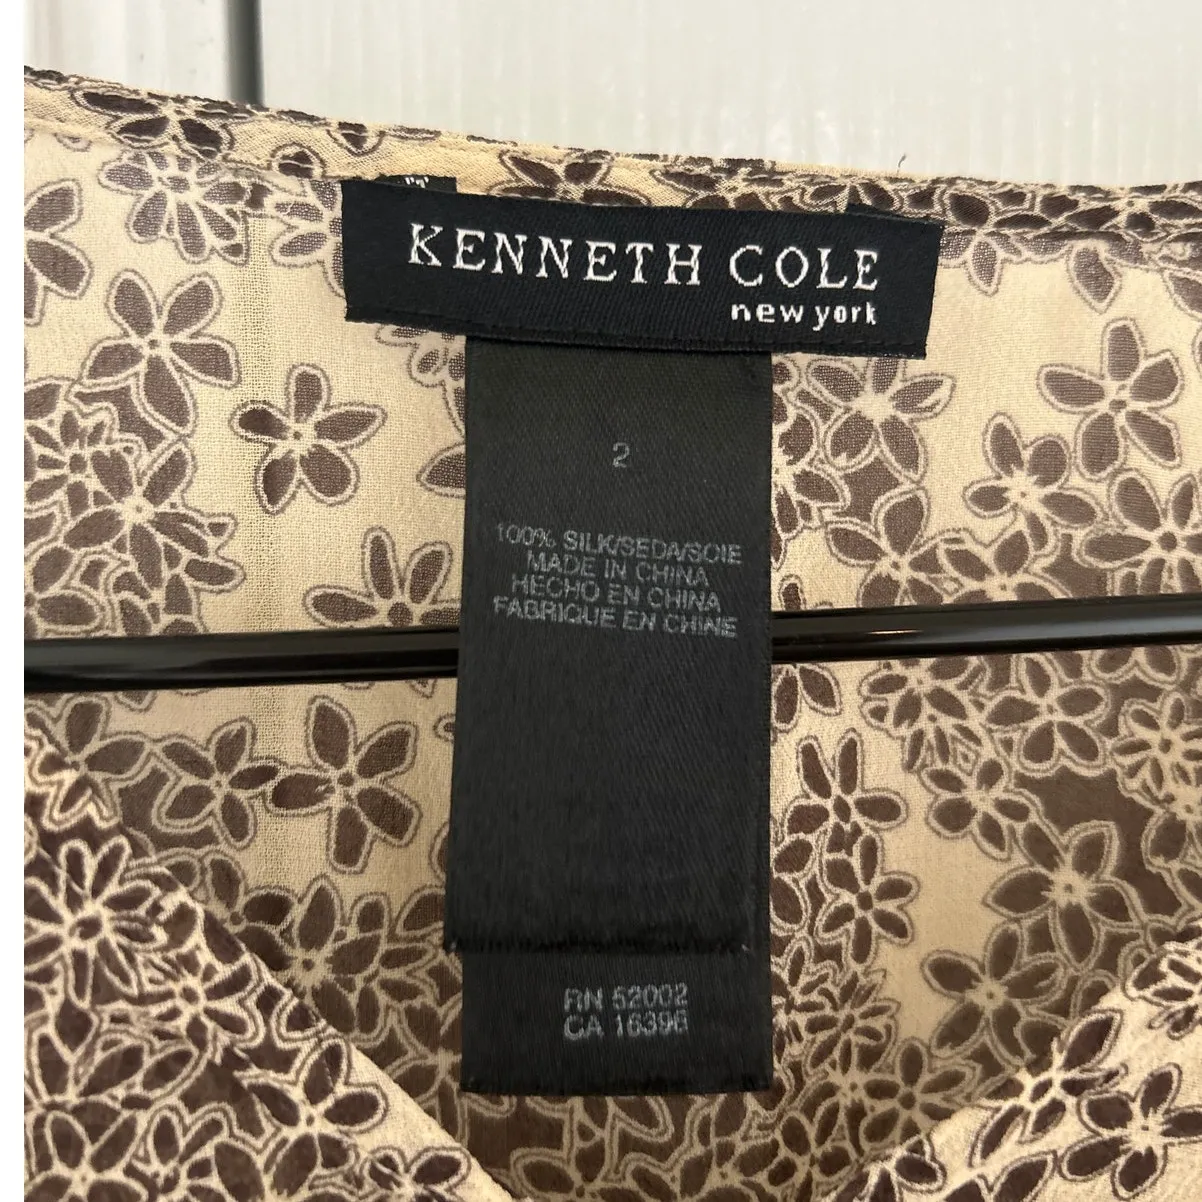 KENNETH COLE
new york
2
100% SILK/SEDA/SOIE
MADE IN CHINA
HECHO EN CHINA
FABRIQUE EN CHINE
RN 52002
CA 16396